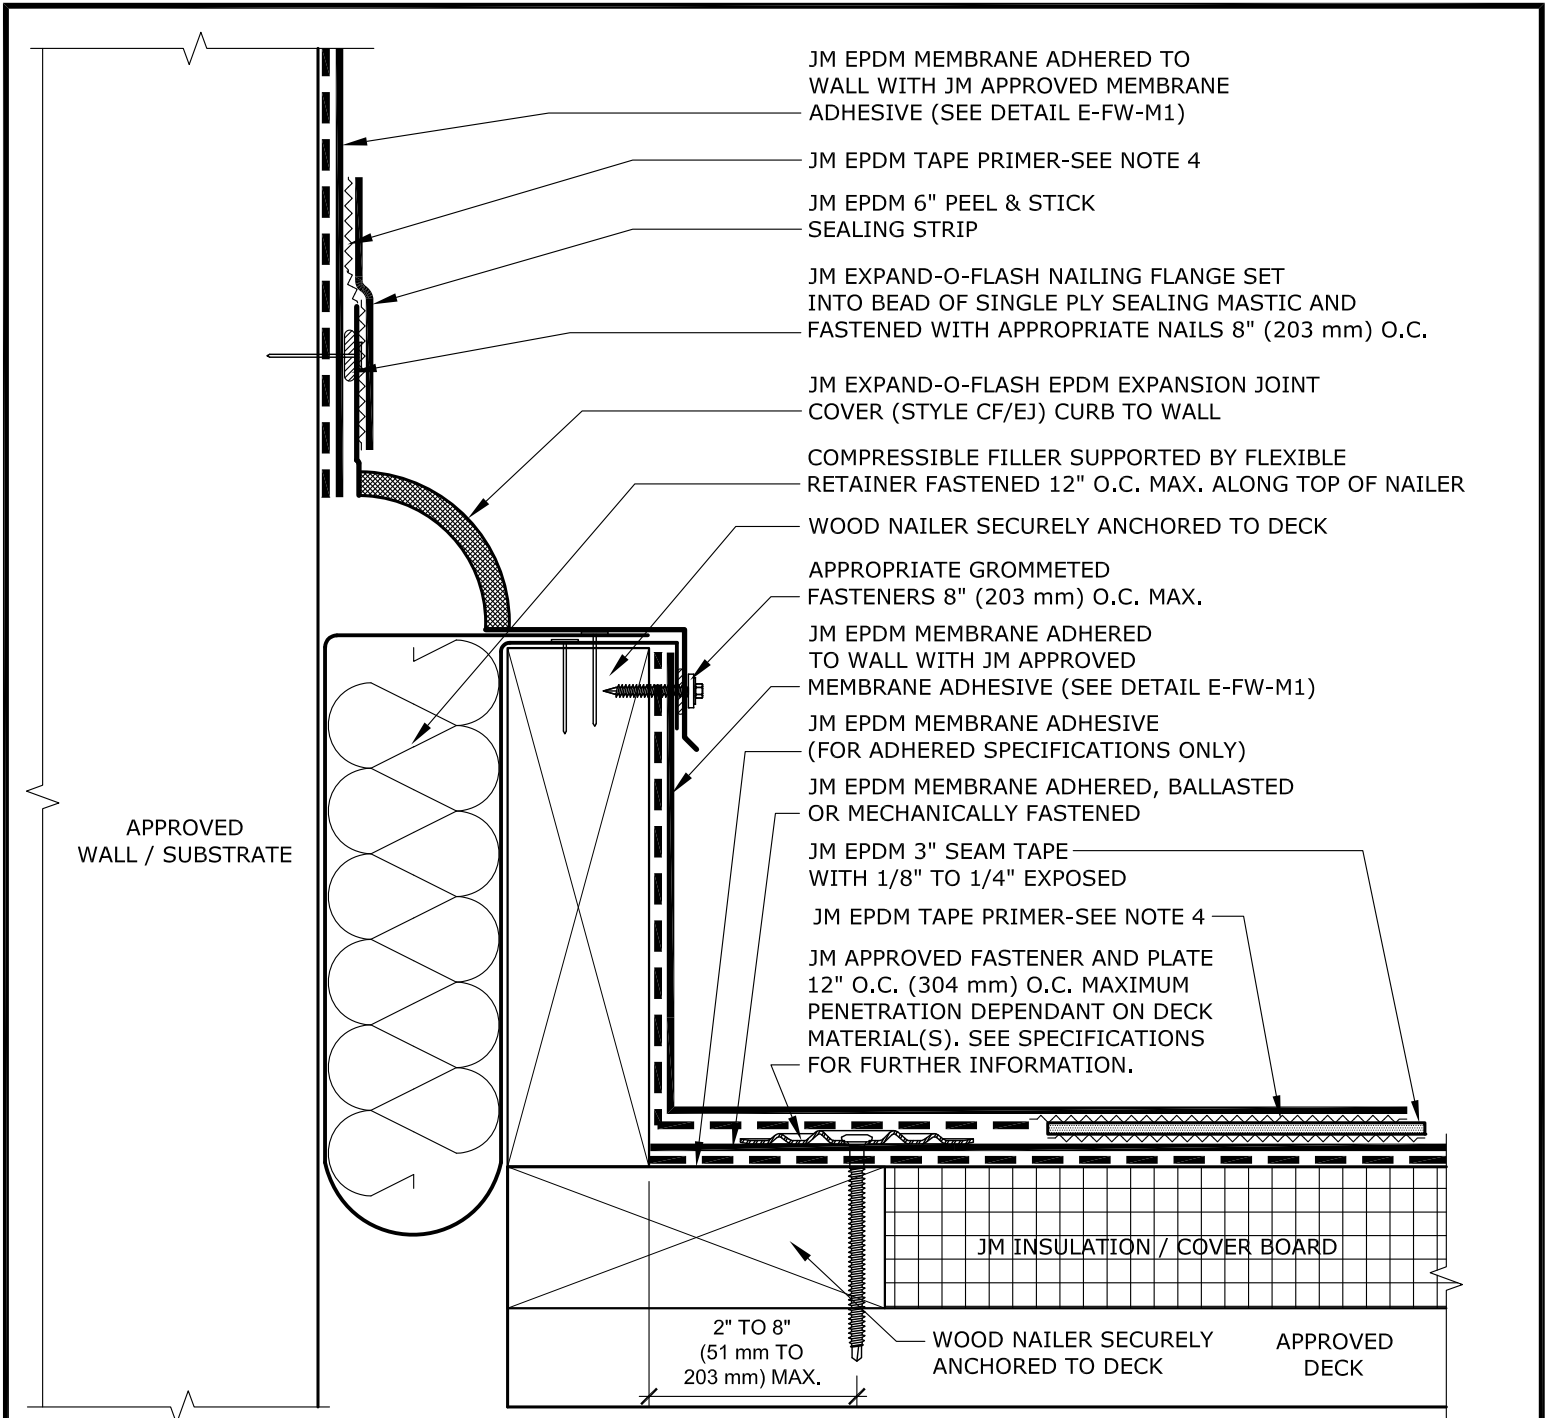 JM EPDM MEMBRANE ADHERED TO
WALL WITH JM APPROVED MEMBRANE
ADHESIVE (SEE DETAIL E-FW-M1)
JM EPDM TAPE PRIMER-SEE NOTE 4
JM EPDM 6" PEEL & STICK
SEALING STRIP
JM EXPAND-O-FLASH NAILING FLANGE SET
INTO BEAD OF SINGLE PLY SEALING MASTIC AND
FASTENED WITH APPROPRIATE NAILS 8" (203 mm) O.C.
JM EXPAND-O-FLASH EPDM EXPANSION JOINT
COVER (STYLE CF/EJ) CURB TO WALL
COMPRESSIBLE FILLER SUPPORTED BY FLEXIBLE
RETAINER FASTENED 12" O.C. MAX. ALONG TOP OF NAILER
WOOD NAILER SECURELY ANCHORED TO DECK
APPROPRIATE GROMMETED
FASTENERS 8" (203 mm) O.C. MAX.
JM EPDM MEMBRANE ADHERED
TO WALL WITH JM APPROVED
MEMBRANE ADHESIVE (SEE DETAIL E-FW-M1)
JM EPDM MEMBRANE ADHESIVE
(FOR ADHERED SPECIFICATIONS ONLY)
JM EPDM MEMBRANE ADHERED, BALLASTED
OR MECHANICALLY FASTENED
JM EPDM 3" SEAM TAPE
WITH 1/8" TO 1/4" EXPOSED
JM EPDM TAPE PRIMER-SEE NOTE 4
JM APPROVED FASTENER AND PLATE
12" O.C. (304 mm) O.C. MAXIMUM
PENETRATION DEPENDANT ON DECK
MATERIAL(S). SEE SPECIFICATIONS
FOR FURTHER INFORMATION.
APPROVED
WALL / SUBSTRATE
JM INSULATION / COVER BOARD
2" TO 8"
(51 mm TO
203 mm) MAX.
WOOD NAILER SECURELY
ANCHORED TO DECK
APPROVED
DECK